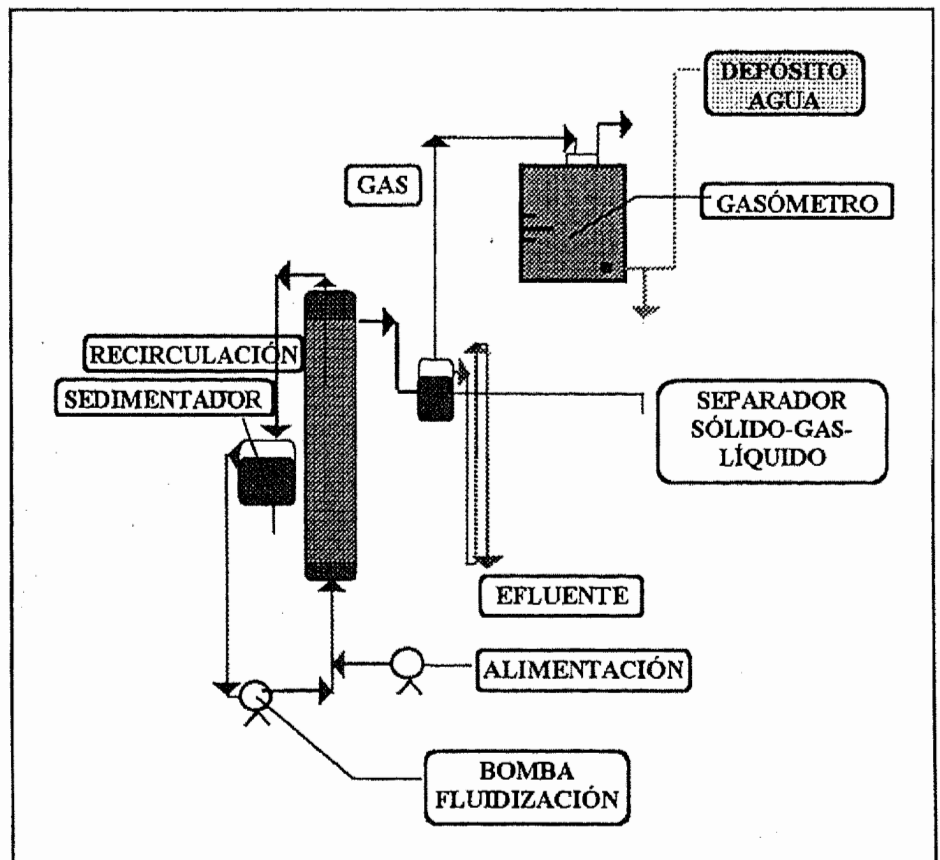 DEPÓSITO
AGUA
GAS
GASÓMETRO
RECIRCULACIÓN
SEDIMENTADOR
SEPARADOR
SÓLIDO-GAS-
LÍQUIDO
EFLUENTE
ALIMENTACIÓN
BOMBA
FLUIDIZACIÓN